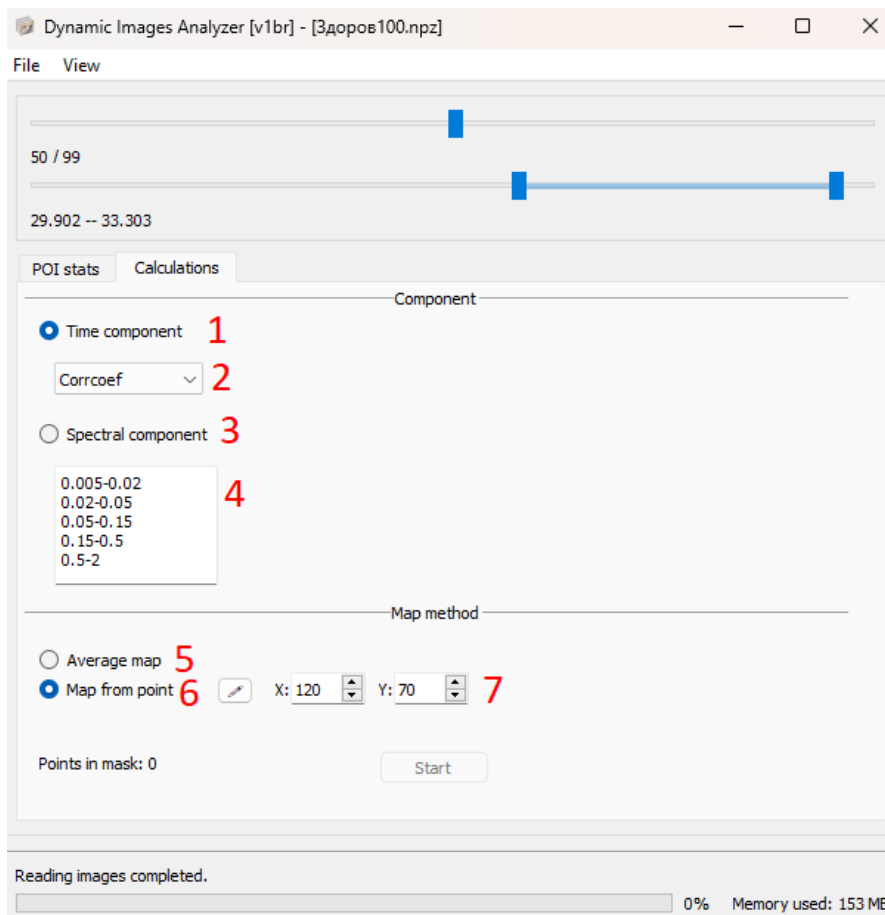 Dynamic Images Analyzer [v1br] - [Здоров100.npz]
File View
50 / 99
29.902 -- 33.303
POI stats Calculations
Component
Time component 1
Corrcoef 2
Spectral component 3
0.005-0.02 4
0.02-0.05
0.05-0.15
0.15-0.5
0.5-2
Map method
Average map 5
Map from point 6 X: 120 Y: 70 7
Points in mask: 0 Start
Reading images completed.
0% Memory used: 153 ME